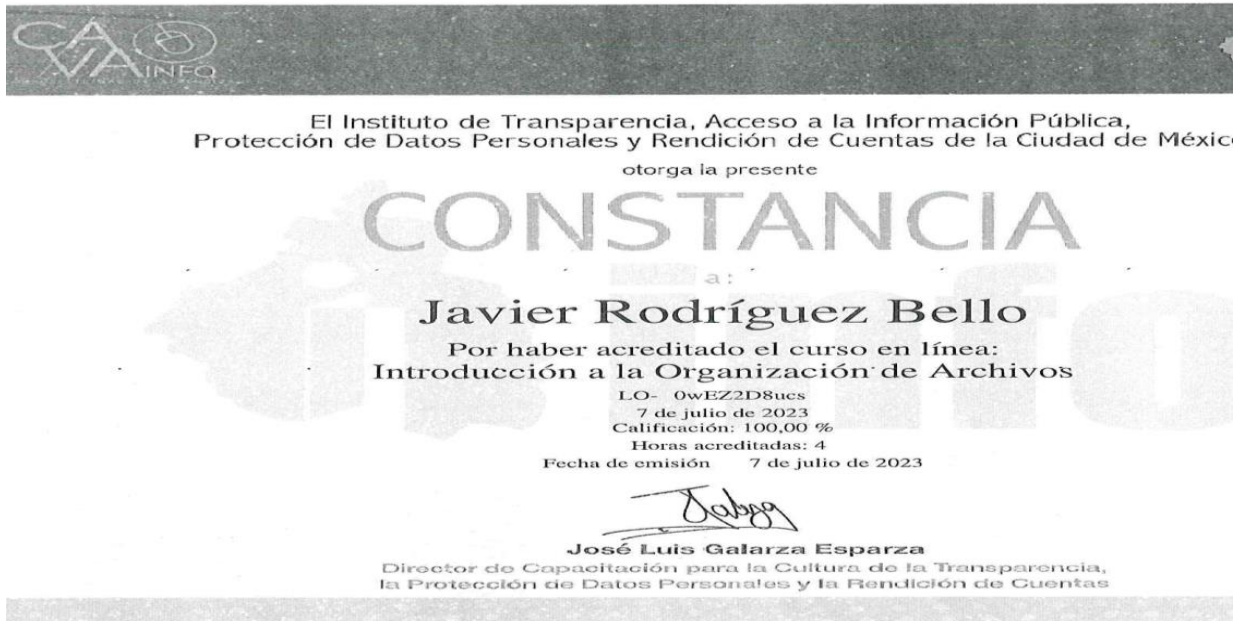 CAVA INFO
El Instituto de Transparencia, Acceso a la Información Pública,
Protección de Datos Personales y Rendición de Cuentas de la Ciudad de Méxic
otorga la presente
CONSTANCIA
a:
info
Javier Rodríguez Bello
Por haber acreditado el curso en línea:
Introducción a la Organización de Archivos
LO- 0wEZ2D8ucs
7 de julio de 2023
Calificación: 100,00 %
Horas acreditadas: 4
Fecha de emisión 7 de julio de 2023
José Luis Galarza Esparza
Director de Capacitación para la Cultura de la Transparencia,
la Protección de Datos Personales y la Rendición de Cuentas